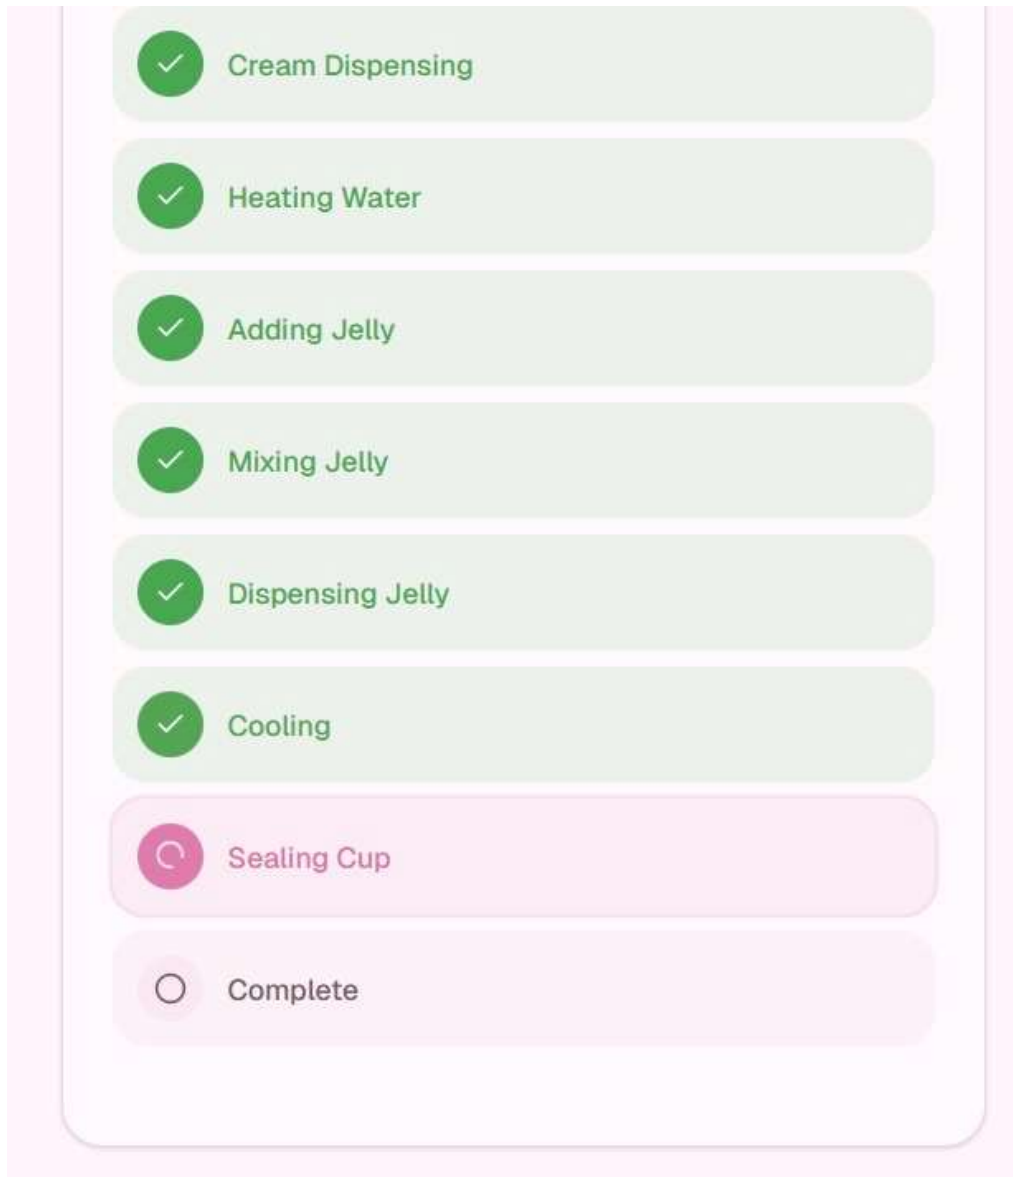 Cream Dispensing
Heating Water
Adding Jelly
Mixing Jelly
Dispensing Jelly
Cooling
Sealing Cup
Complete